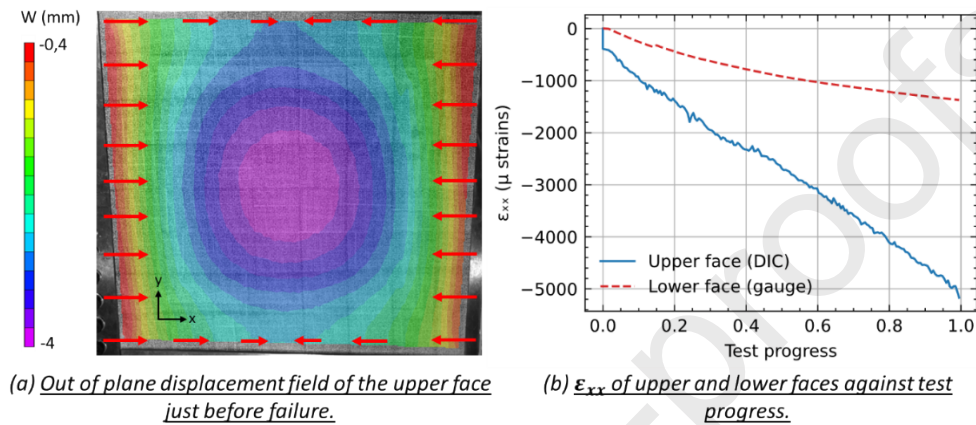 W (mm)
-0,4
-4
y
x
(a) Out of plane displacement field of the upper face
just before failure.
0
−1000
−2000
−3000
−4000
−5000
εxx (μ strains)
Upper face (DIC)
Lower face (gauge)
0.0 0.2 0.4 0.6 0.8 1.0
Test progress
(b) εxx of upper and lower faces against test
progress.
proofs